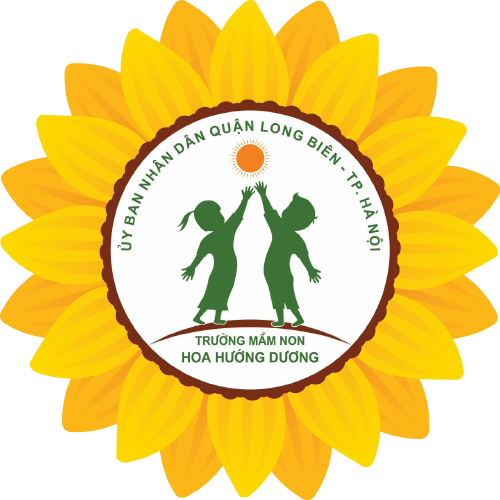 ỦY BAN NHÂN DÂN QUẬN LONG BIÊN - TP. HÀ NỘI
TRƯỜNG MẦM NON
HOA HƯỚNG DƯƠNG